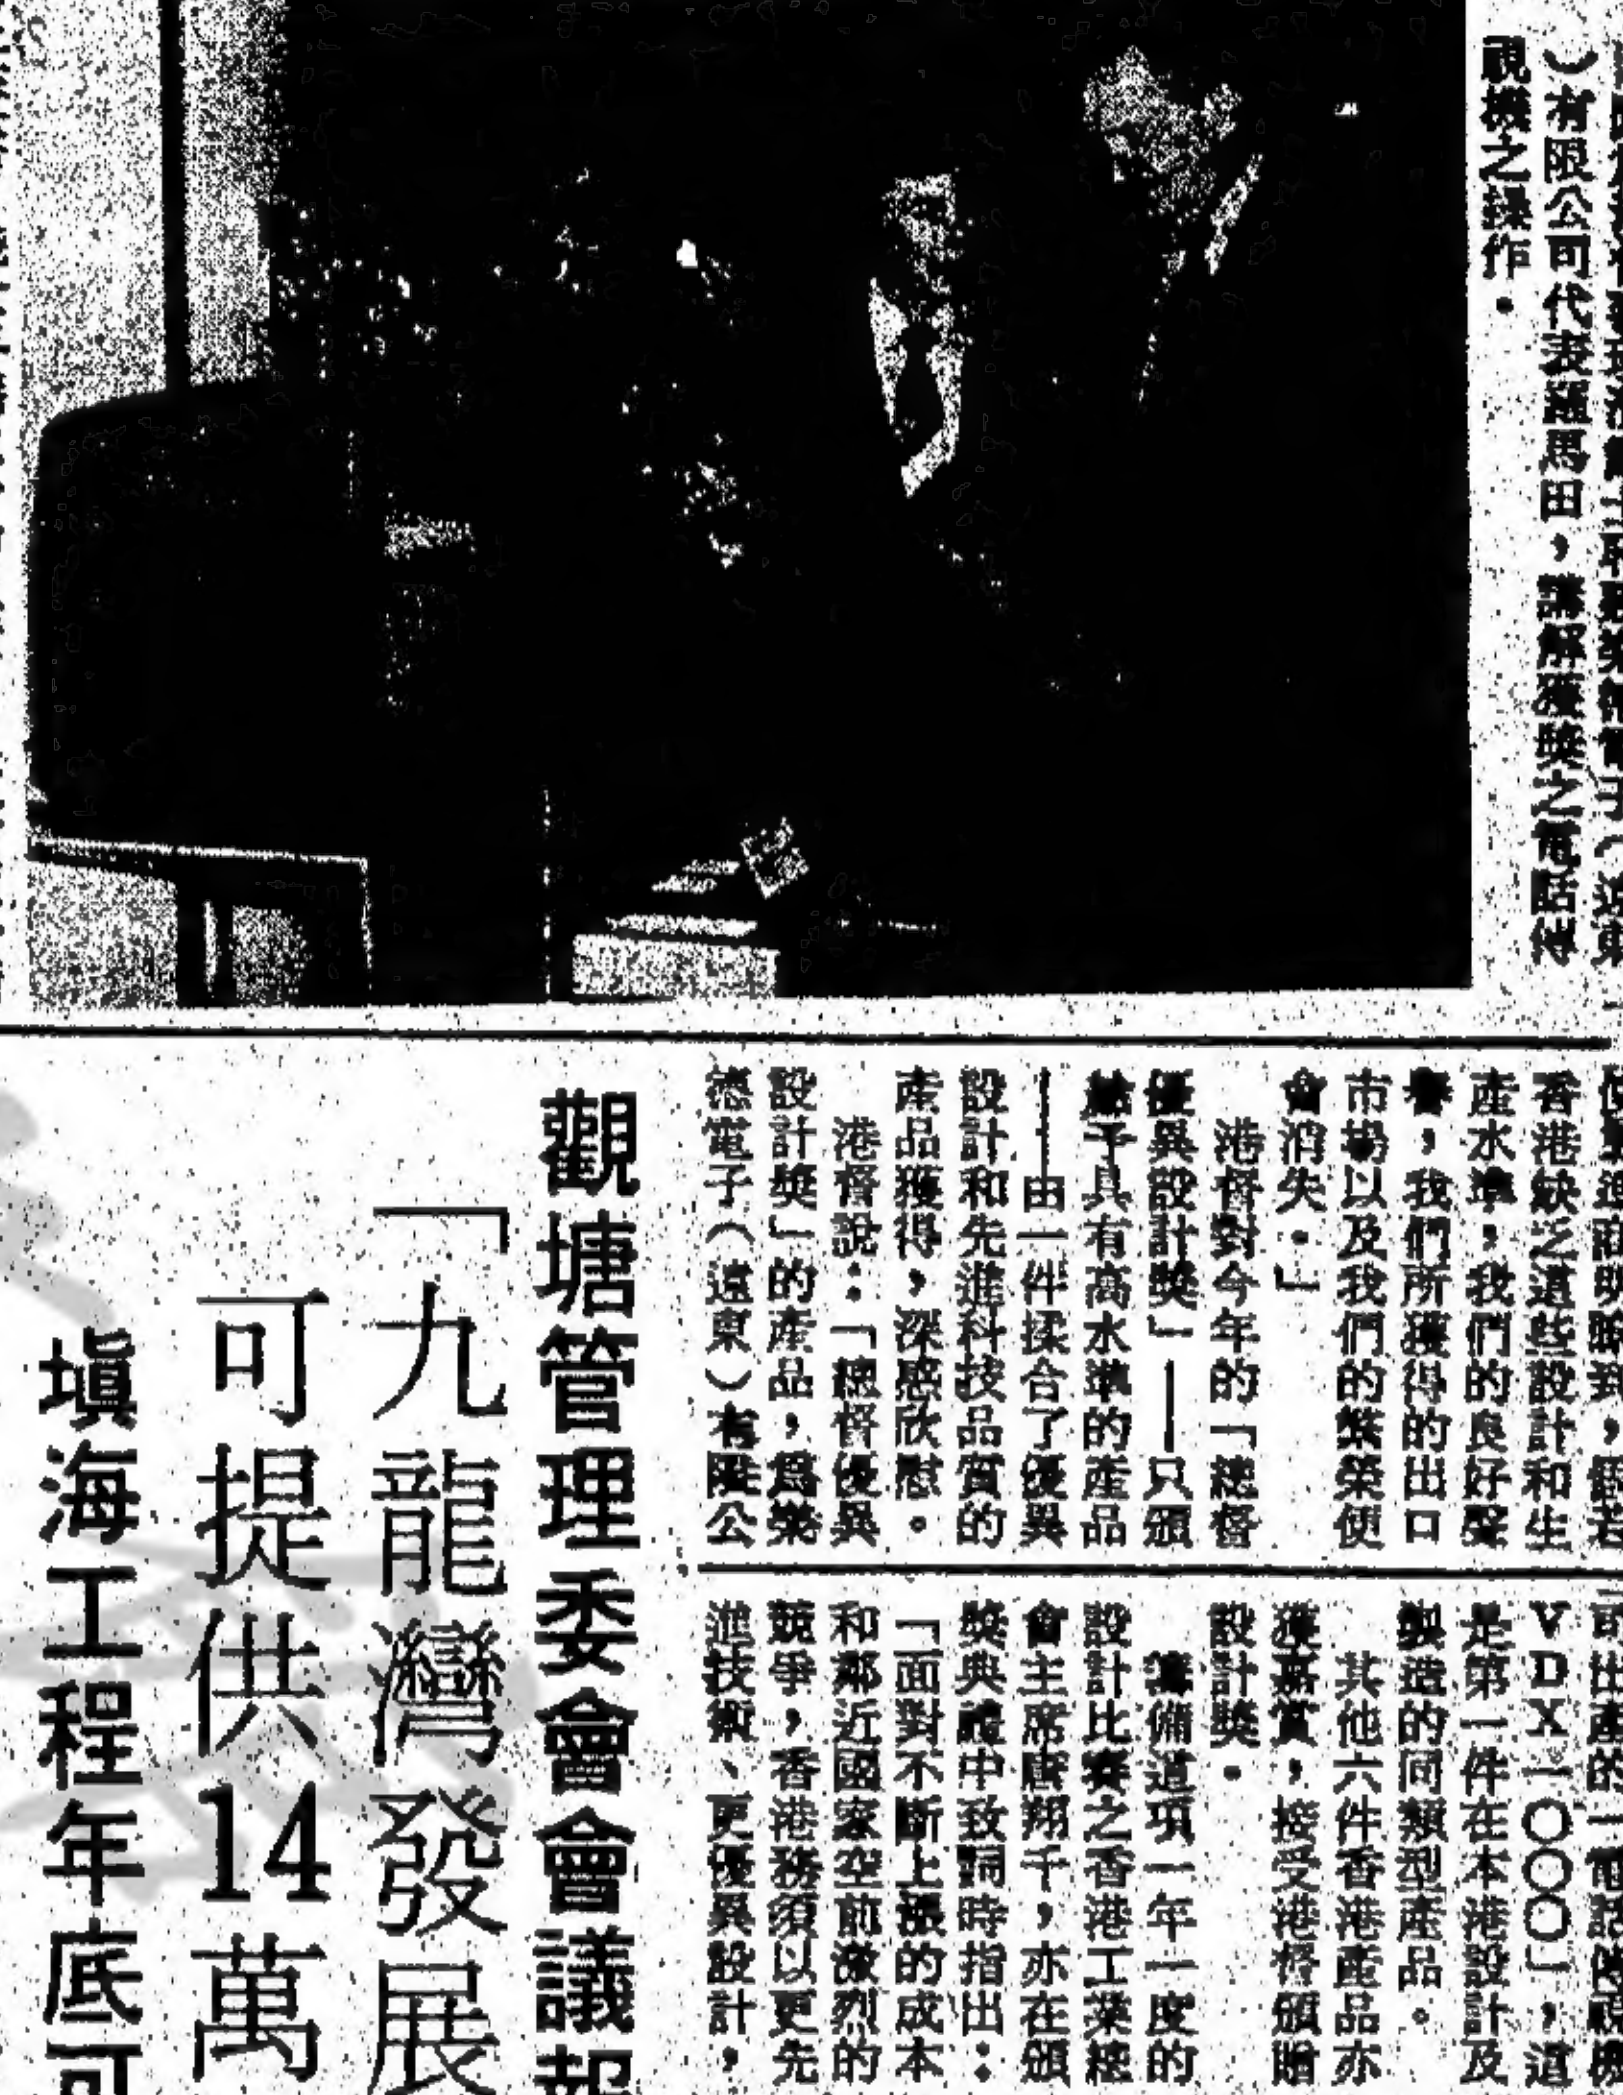 )有限公司代表題馬田,講解獲獎之電話傳
視機之操作。
香港缺乏這些設計和生
產水準,我們的良好聲
譽,我們所獲得的出口
市場以及我們的繁榮便
會消失。」
港督對今年的「總督
優異設計獎」——只頒
給予具有高水準的產品
——由一件揉合了優異
設計和先進科技品質的
產品獲得,深感欣慰。
港督說:「總督優異
設計獎」的產品,為樂
德電子(遠東)有限公
VDX一〇〇〇」,這
是第一件在本港設計及
製造的同類型產品。
其他六件香港產品亦
獲嘉賞,接受港督頒贈
設計獎。
籌備這項一年一度的
設計比賽之香港工業總
會主席唐翔千,亦在頒
獎典禮中致詞時指出:
「面對不斷上漲的成本
和鄰近國家空前激烈的
競爭,香港務須以更先
進技術、更優異設計,
觀塘管理委員會會議報
「九龍灣發展
可提供14萬
填海工程年底可